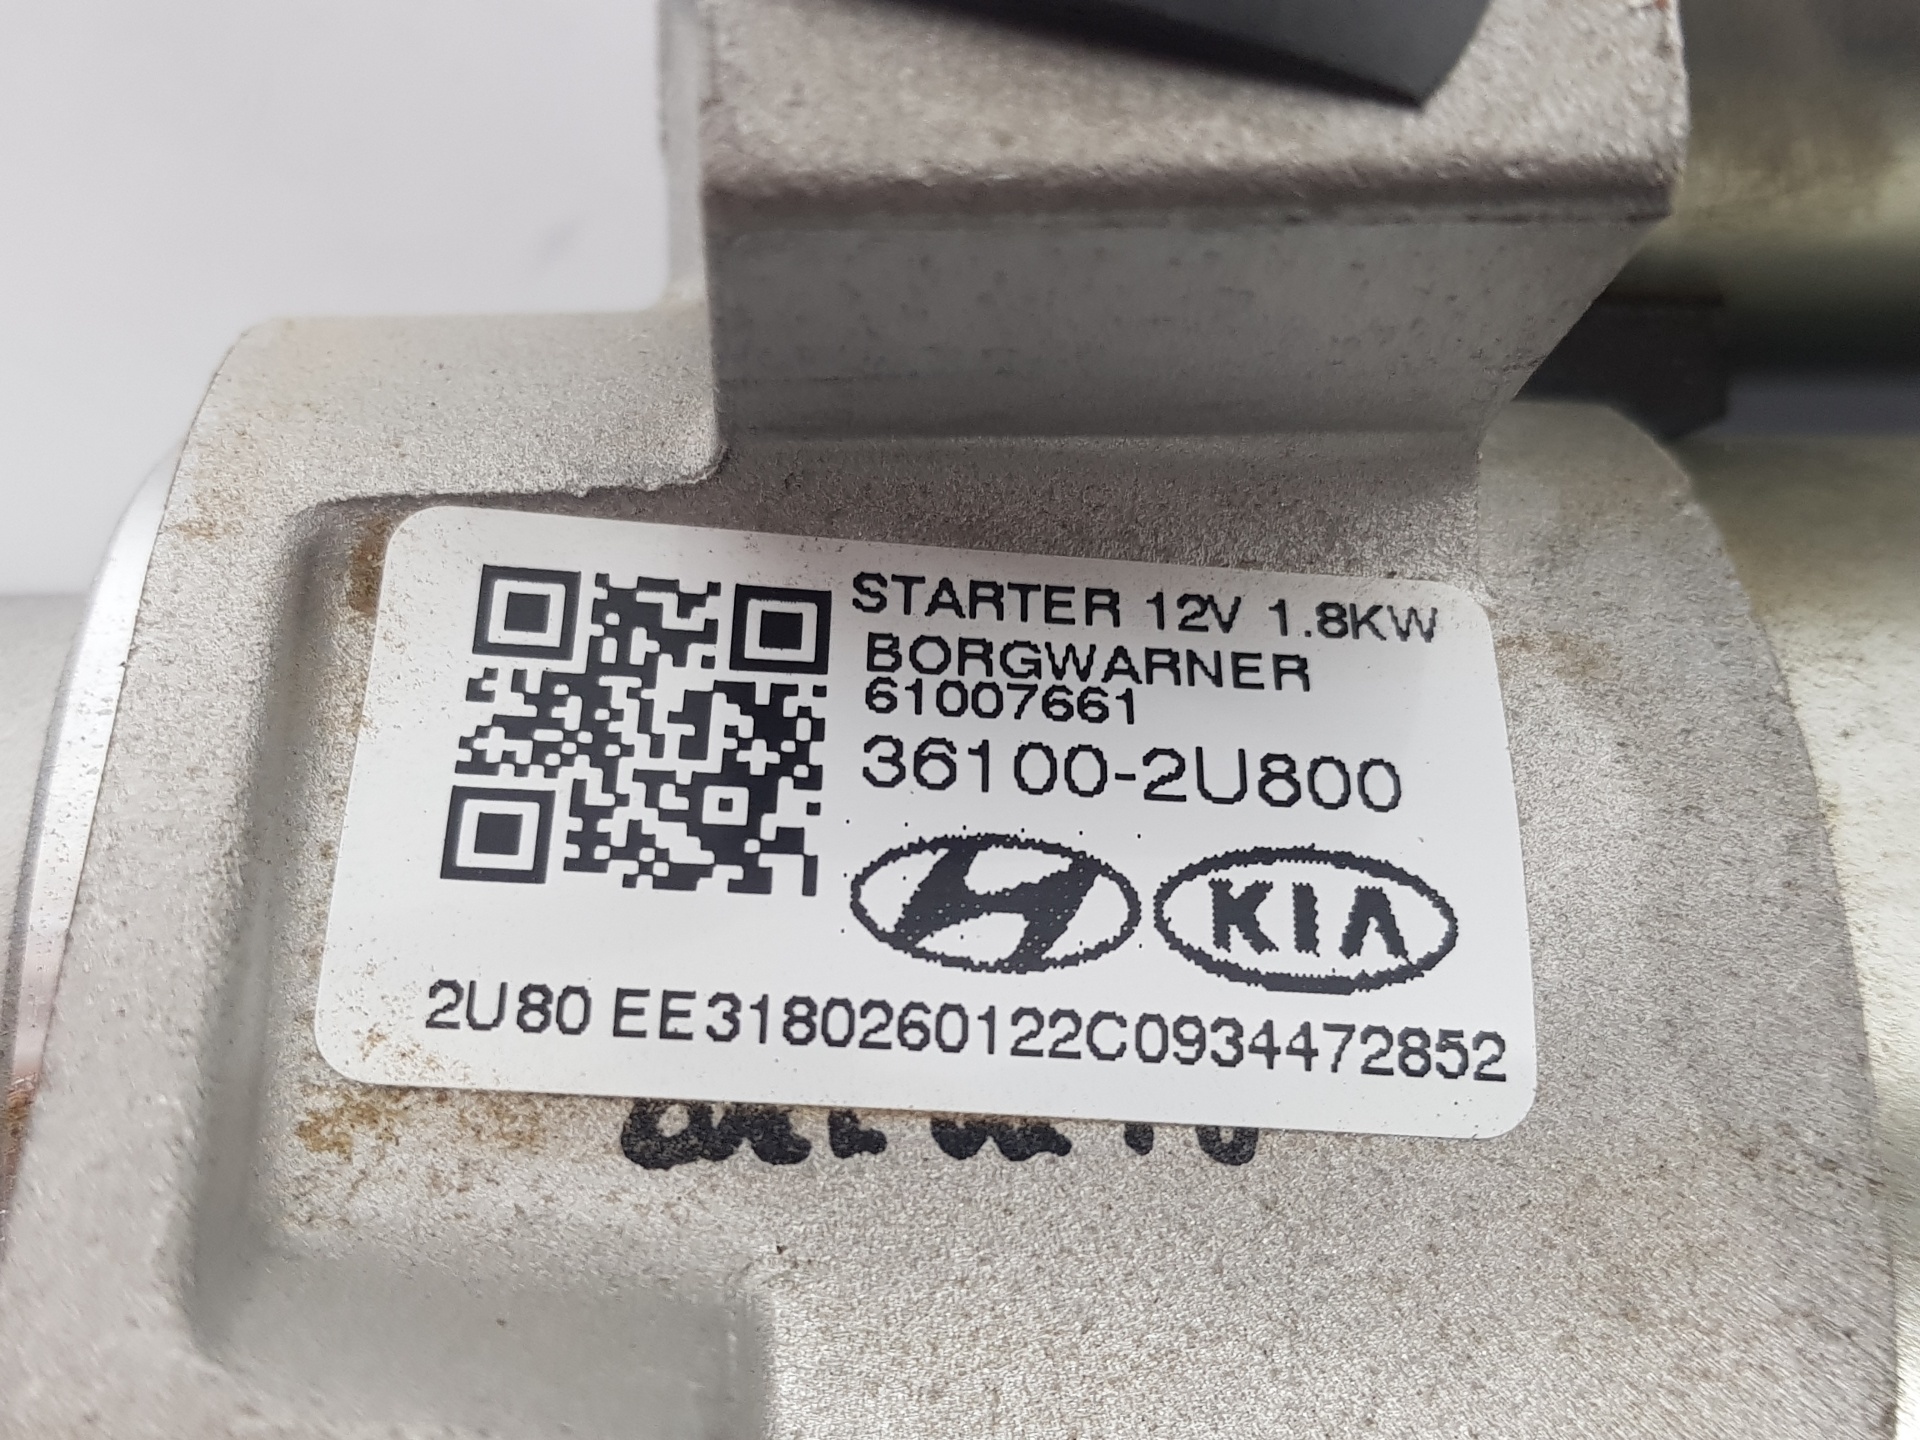 STARTER 12V 1.8KW
BORGWARNER
61007661
36100-2U800
KIA
2U80 EE3180260122C0934472852